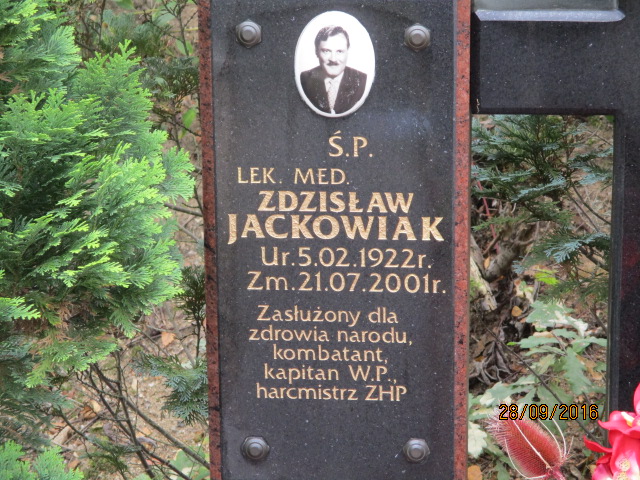 Ś.P.
LEK. MED.
ZDZISŁAW
JACKOWIAK
Ur.5.02.1922r.
Zm.21.07.2001r.
Zasłużony dla
zdrowia narodu,
kombatant,
kapitan W.P.,
harcmistrz ZHP
28/09/2016